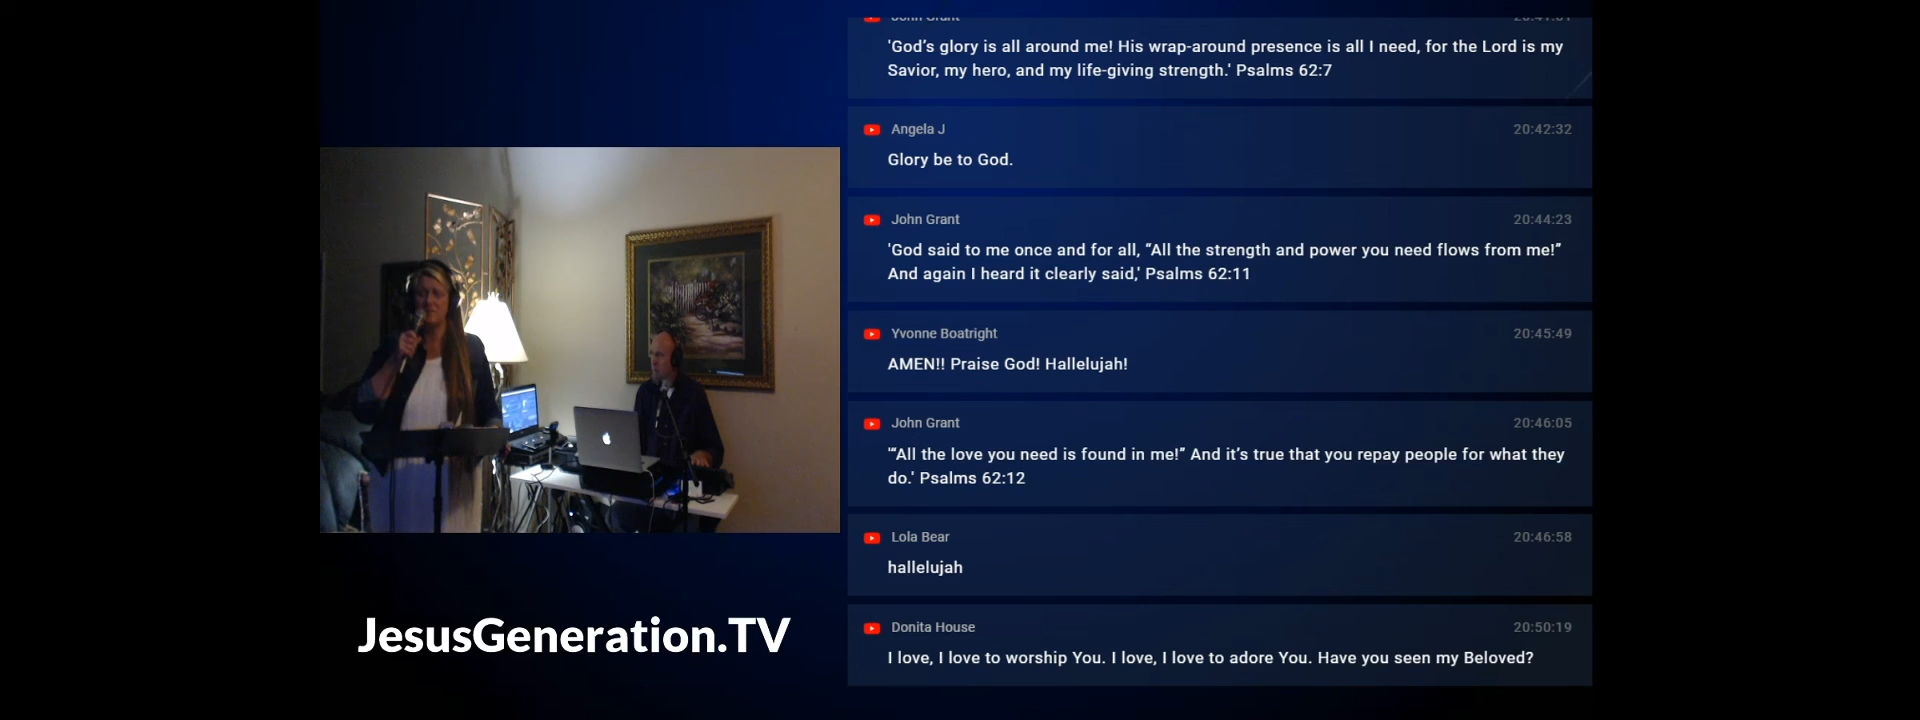 John Grant 20:41:51
'God's glory is all around me! His wrap-around presence is all I need, for the Lord is my
Savior, my hero, and my life-giving strength.' Psalms 62:7
Angela J 20:42:32
Glory be to God.
John Grant 20:44:23
'God said to me once and for all, “All the strength and power you need flows from me!”
And again I heard it clearly said,' Psalms 62:11
Yvonne Boatright 20:45:49
AMEN!! Praise God! Hallelujah!
John Grant 20:46:05
'“All the love you need is found in me!” And it's true that you repay people for what they
do.' Psalms 62:12
Lola Bear 20:46:58
hallelujah
Donita House 20:50:19
I love, I love to worship You. I love, I love to adore You. Have you seen my Beloved?
JesusGeneration.TV